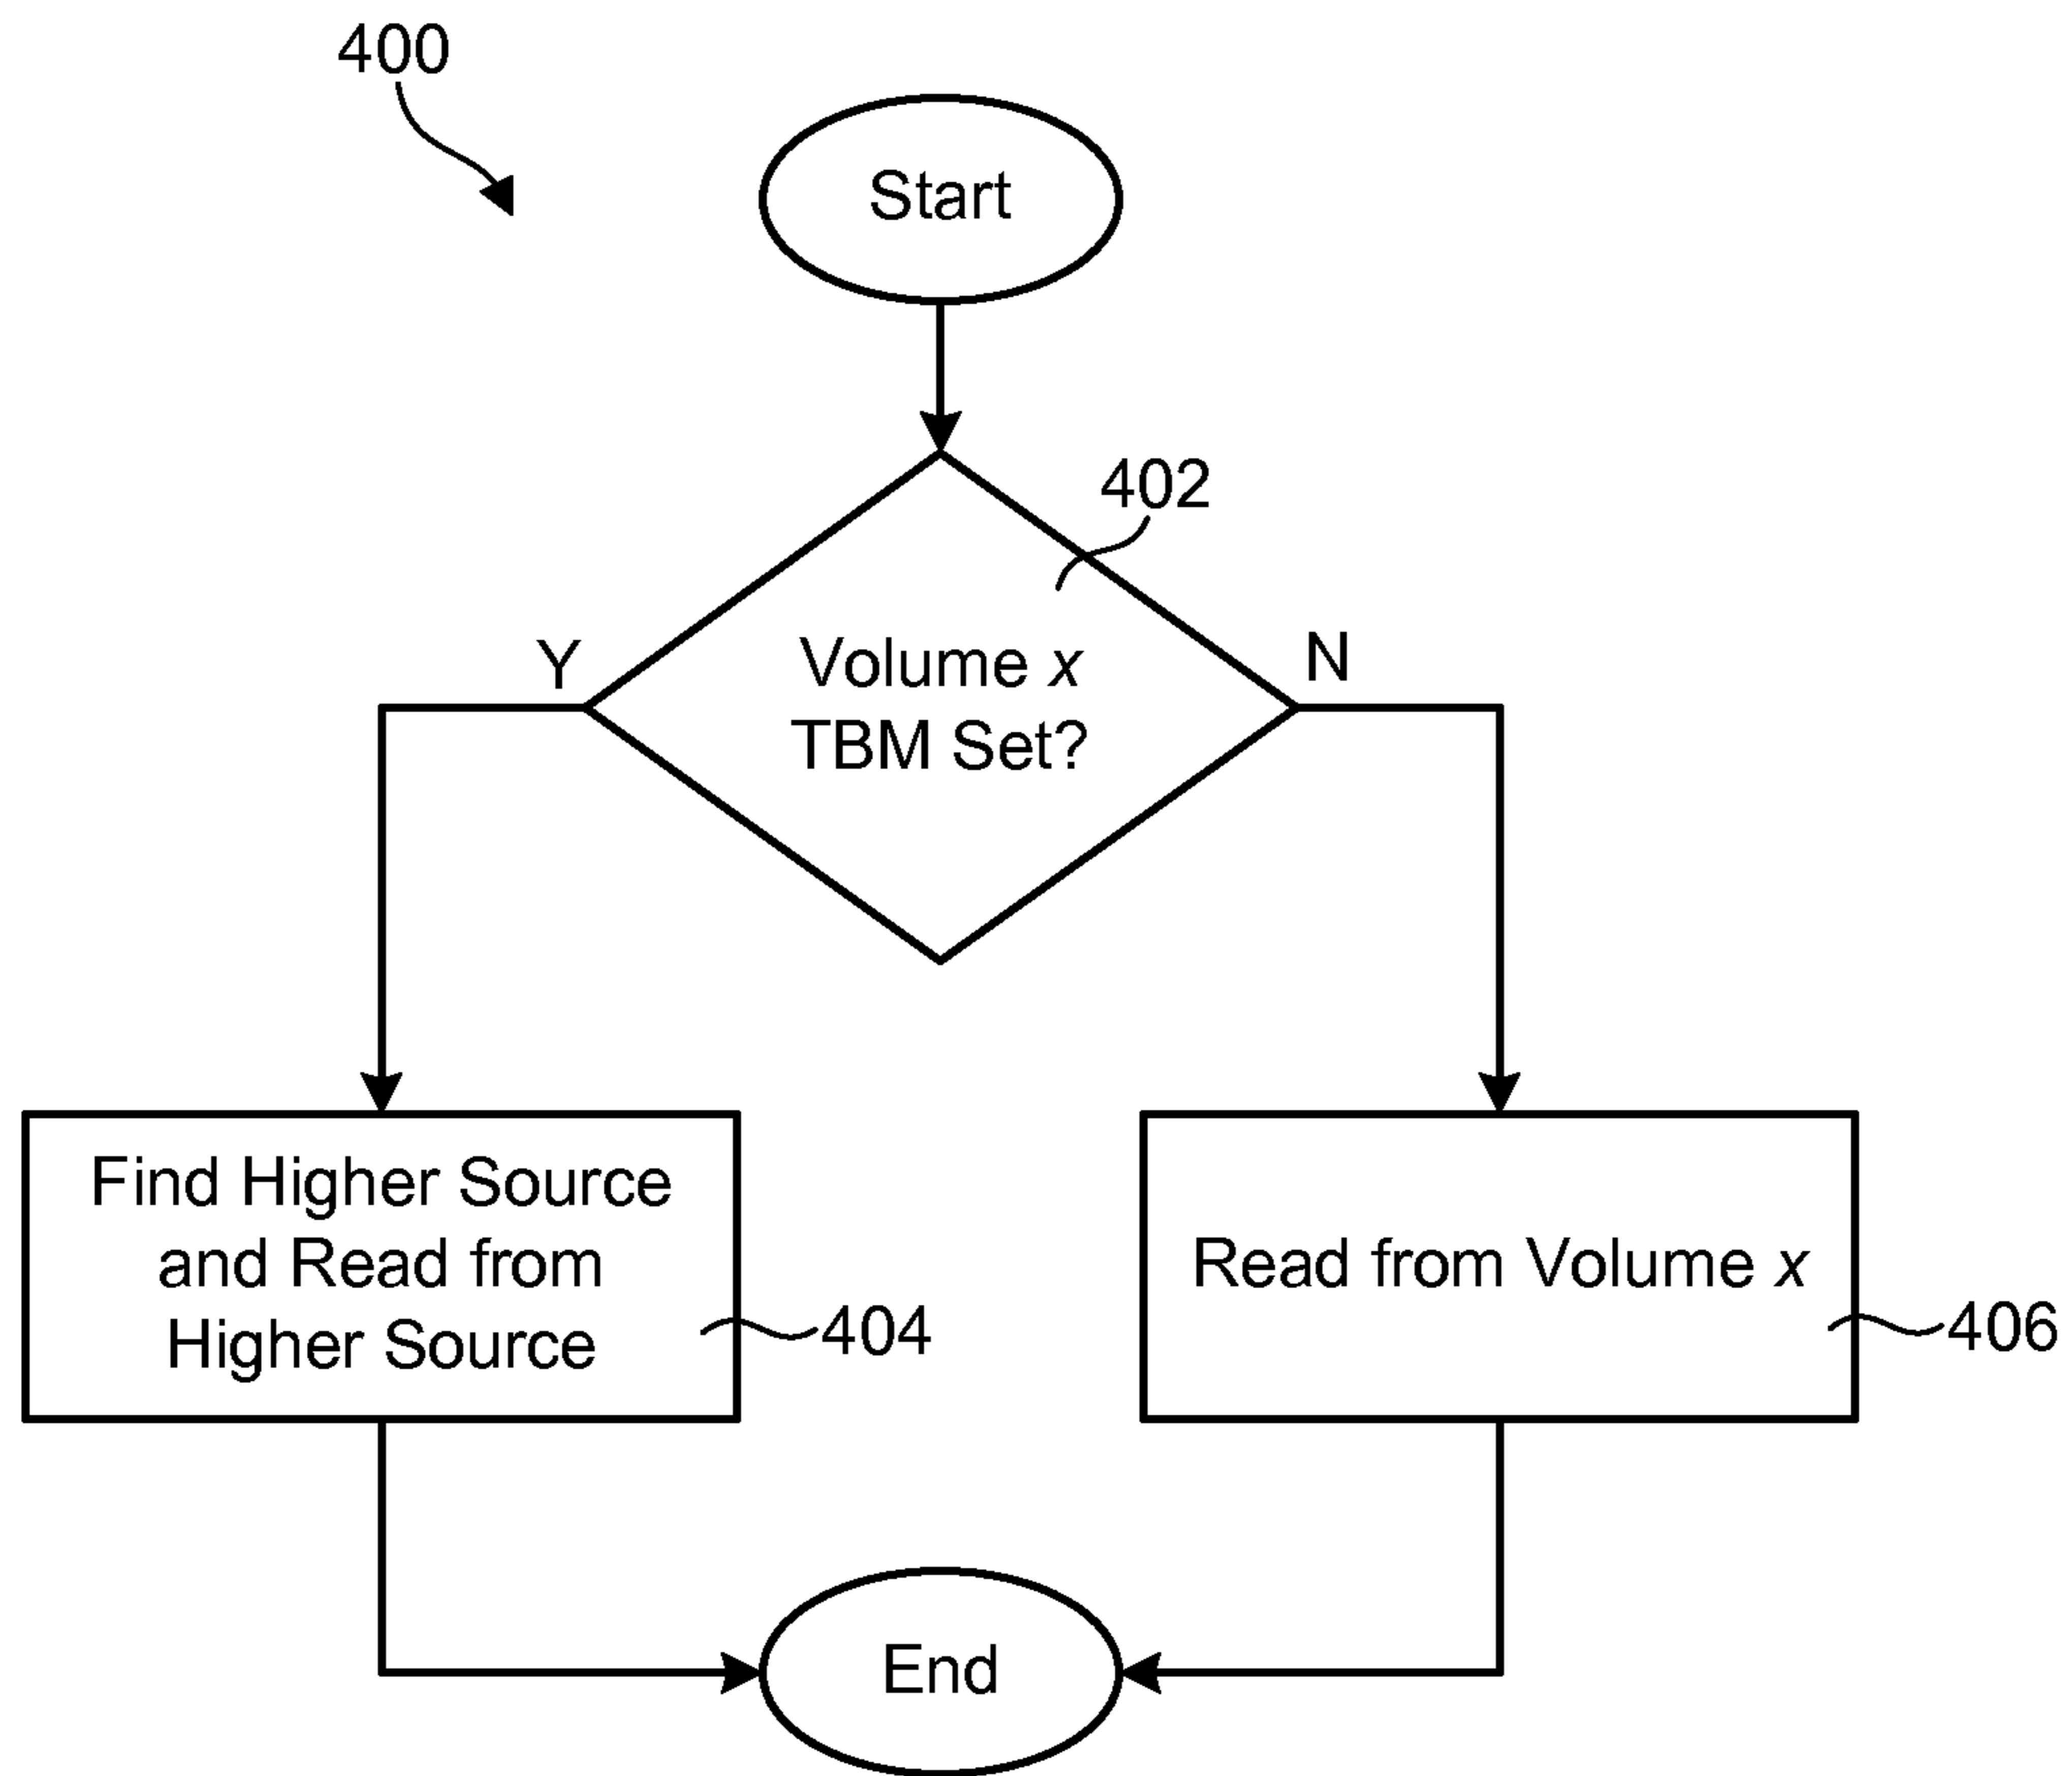 400
Start
402
Y
N
Volume x
TBM Set?
Find Higher Source
and Read from
Higher Source
404
Read from Volume x
406
End